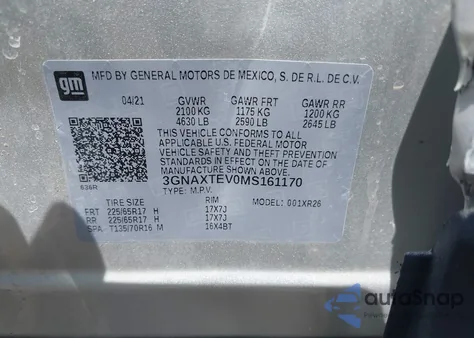 gm
MFD BY GENERAL MOTORS DE MEXICO, S. DE R.L. DE C.V.
04/21 GVWR GAWR FRT GAWR RR
2100 KG 1175 KG 1200 KG
4630 LB 2590 LB 2645 LB
THIS VEHICLE CONFORMS TO ALL
APPLICABLE U.S. FEDERAL MOTOR
VEHICLE SAFETY AND THEFT PREVENTION
STANDARDS IN EFFECT ON THE DATE OF
MANUFACTURE SHOWN ABOVE.
636R 3GNAXTEV0MS161170
TYPE: M.P.V. MODEL: 001XR26
TIRE SIZE RIM
FRT 225/65R17 H 17X7J
RR 225/65R17 H 17X7J
SPA T135/70R16 M 16X4BT
autoSnap